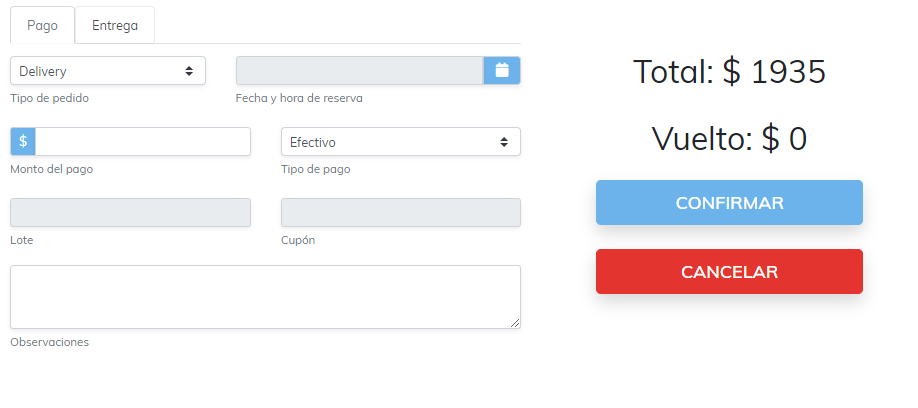 Pago
Entrega
Delivery
Tipo de pedido
Fecha y hora de reserva
$
Monto del pago
Efectivo
Tipo de pago
Lote
Cupón
Observaciones
Total: $ 1935
Vuelto: $ 0
CONFIRMAR
CANCELAR